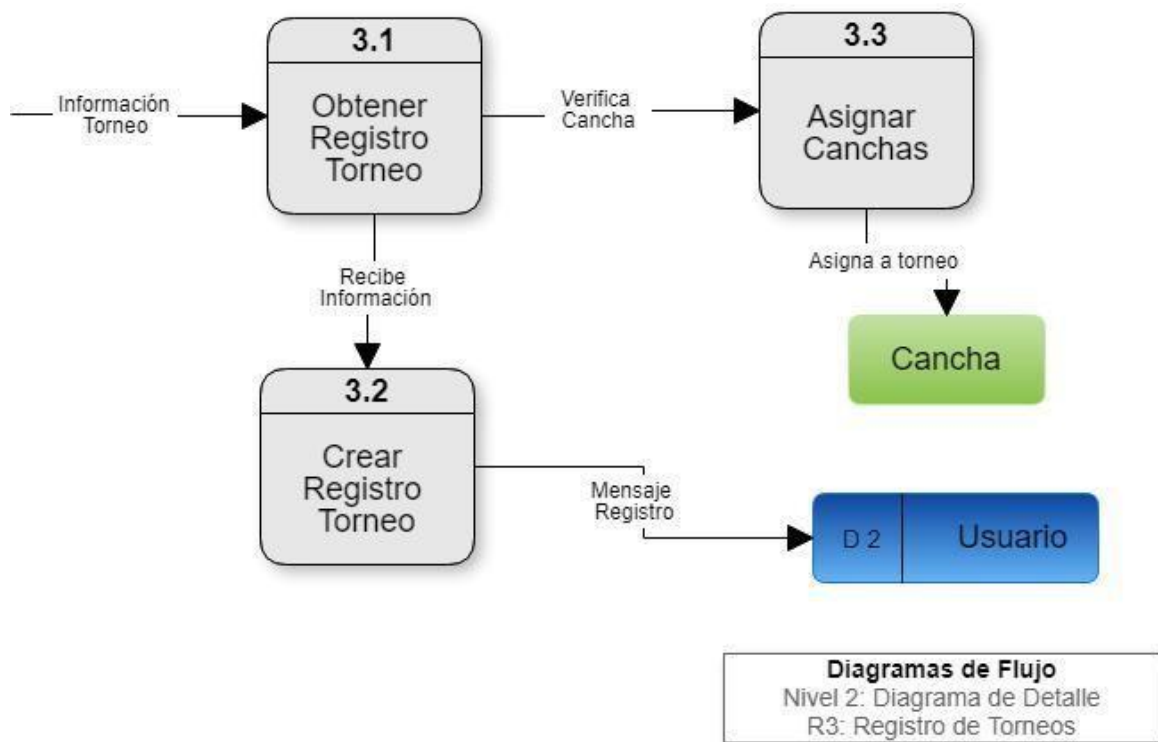 3.1
Obtener
Registro
Torneo
Información
Torneo
Verifica
Cancha
3.3
Asignar
Canchas
Recibe
Información
Asigna a torneo
Cancha
3.2
Crear
Registro
Torneo
Mensaje
Registro
D 2
Usuario
Diagramas de Flujo
Nivel 2: Diagrama de Detalle
R3: Registro de Torneos